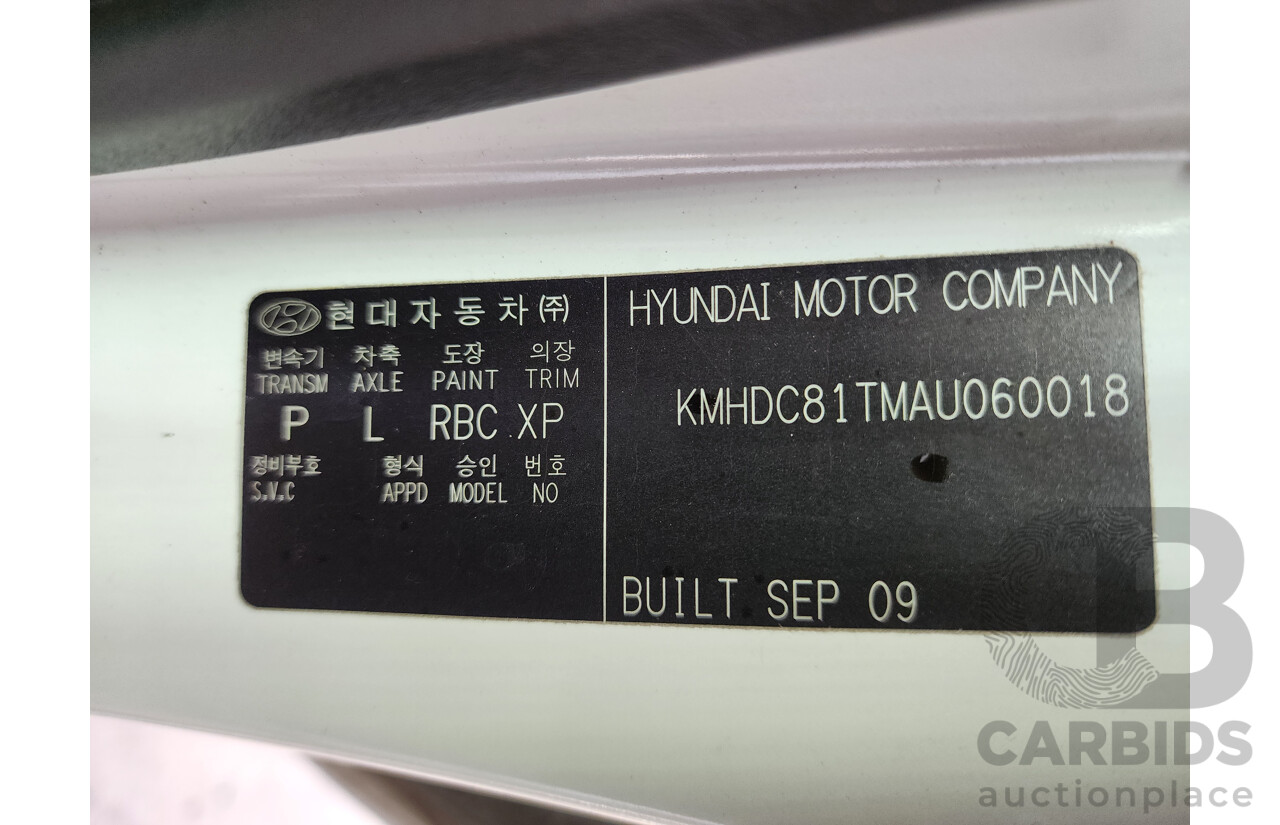 현대자동차㈜
변속기 차축 도장 의장
TRANSM AXLE PAINT TRIM
P L RBC XP
정비부호 형식 승인 번호
S.V.C APPD MODEL NO
HYUNDAI MOTOR COMPANY
KMHDC81TMAU060018
BUILT SEP 09
CARBIDS
auctionplace